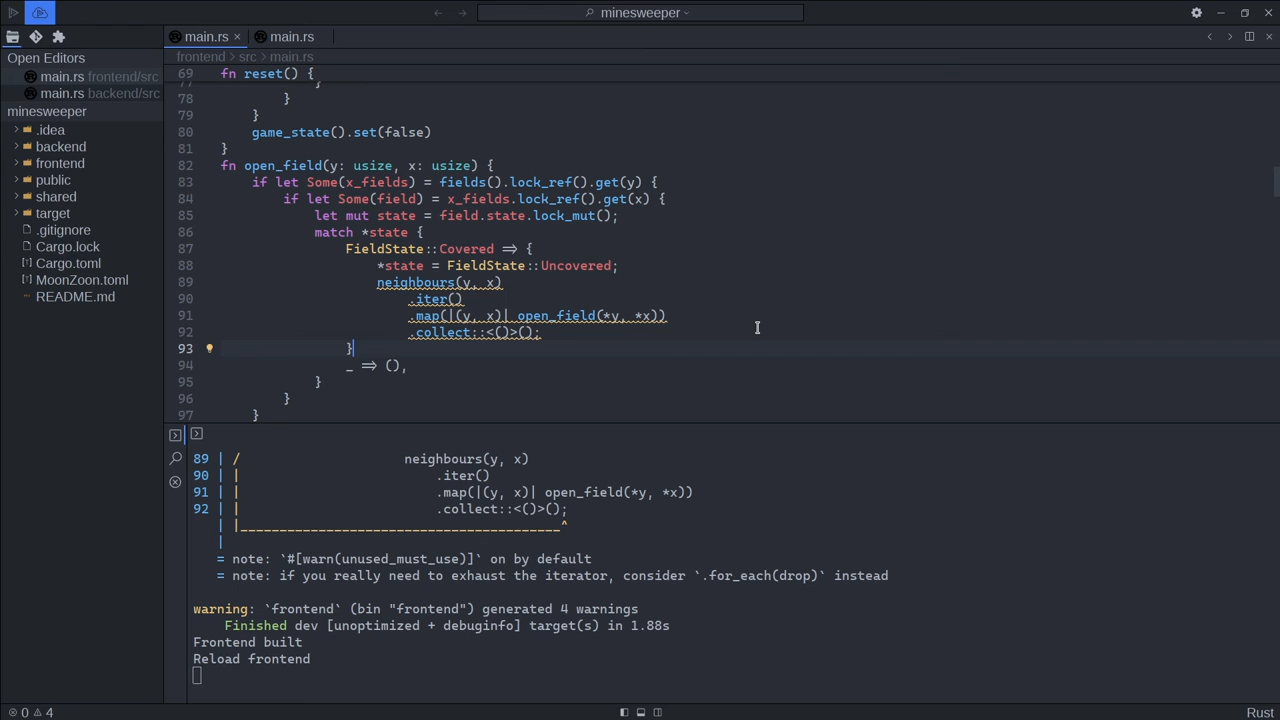 minesweeper
main.rs
main.rs
Open Editors
main.rs frontend/src
main.rs backend/src
minesweeper
.idea
backend
frontend
public
shared
target
.gitignore
Cargo.lock
Cargo.toml
MoonZoon.toml
README.md
frontend › src › main.rs
69 fn reset() {
77 }
78 }
79 }
80 game_state().set(false)
81 }
82 fn open_field(y: usize, x: usize) {
83 if let Some(x_fields) = fields().lock_ref().get(y) {
84 if let Some(field) = x_fields.lock_ref().get(x) {
85 let mut state = field.state.lock_mut();
86 match *state {
87 FieldState::Covered => {
88 *state = FieldState::Uncovered;
89 neighbours(y, x)
90 .iter()
91 .map(|(y, x)| open_field(*y, *x))
92 .collect::<()>();
93 }
94 _ => (),
95 }
96 }
97 }
89 | / neighbours(y, x)
90 | | .iter()
91 | | .map(|(y, x)| open_field(*y, *x))
92 | | .collect::<()>();
| |_________________________________________^
|
= note: `#[warn(unused_must_use)]` on by default
= note: if you really need to exhaust the iterator, consider `.for_each(drop)` instead
warning: `frontend` (bin "frontend") generated 4 warnings
Finished dev [unoptimized + debuginfo] target(s) in 1.88s
Frontend built
Reload frontend
0 4
Rust